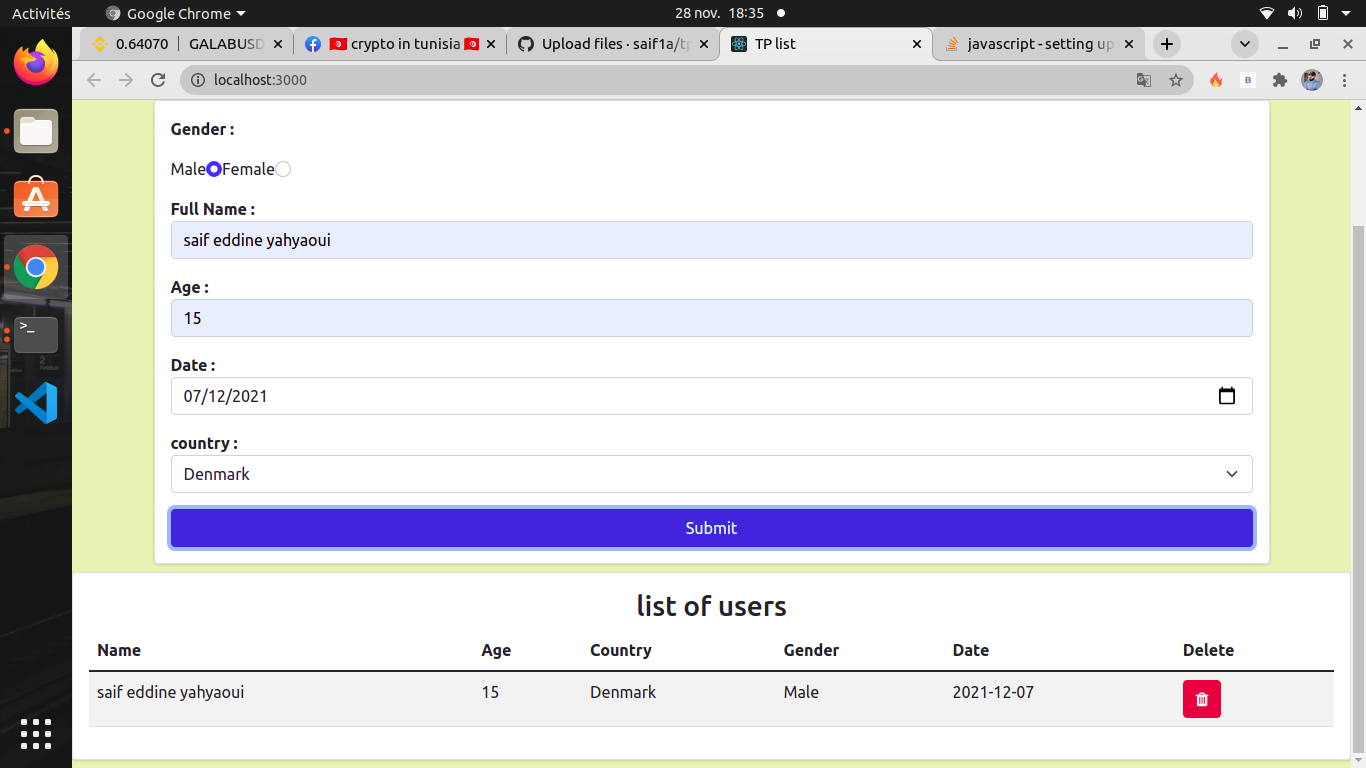 Activités Google Chrome 28 nov. 18:35
0.64070 | GALABUSD crypto in tunisia Upload files · saif1a/tp TP list javascript - setting up
localhost:3000
Gender :
Male Female
Full Name :
saif eddine yahyaoui
Age :
15
Date :
07/12/2021
country :
Denmark
Submit
list of users
Name Age Country Gender Date Delete
saif eddine yahyaoui 15 Denmark Male 2021-12-07